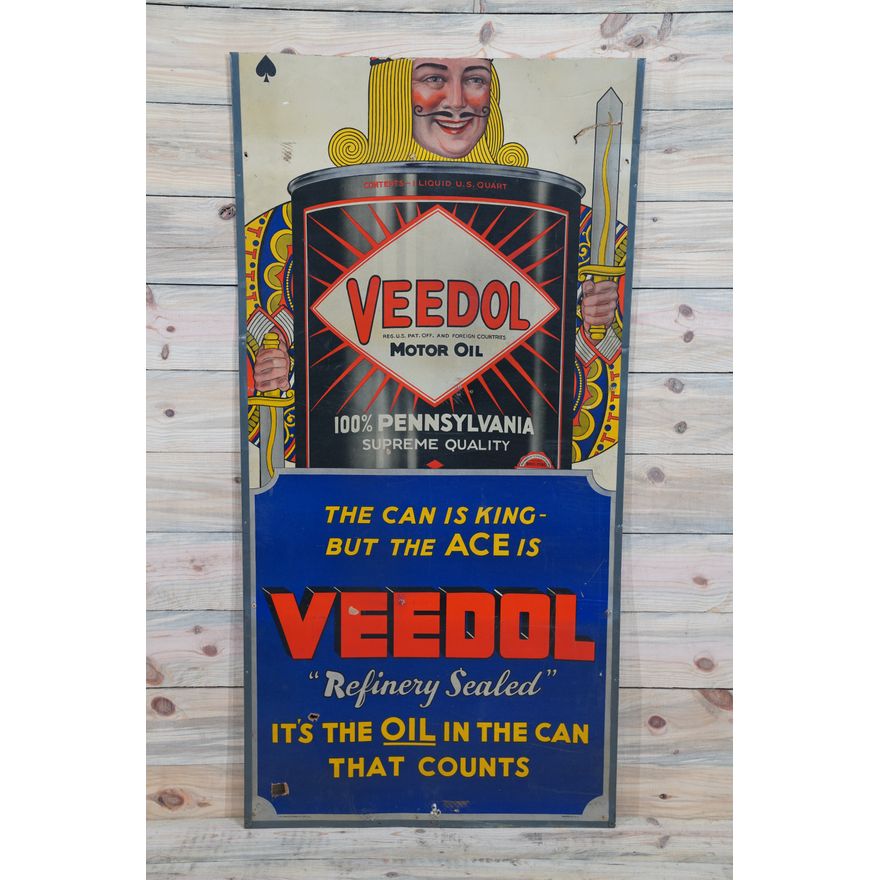 CONTENTS-1 LIQUID U.S. QUART
VEEDOL
REG. U.S. PAT. OFF. AND FOREIGN COUNTRIES
MOTOR OIL
100% PENNSYLVANIA
SUPREME QUALITY
THE CAN IS KING-
BUT THE ACE IS
VEEDOL
"Refinery Sealed"
IT'S THE OIL IN THE CAN
THAT COUNTS